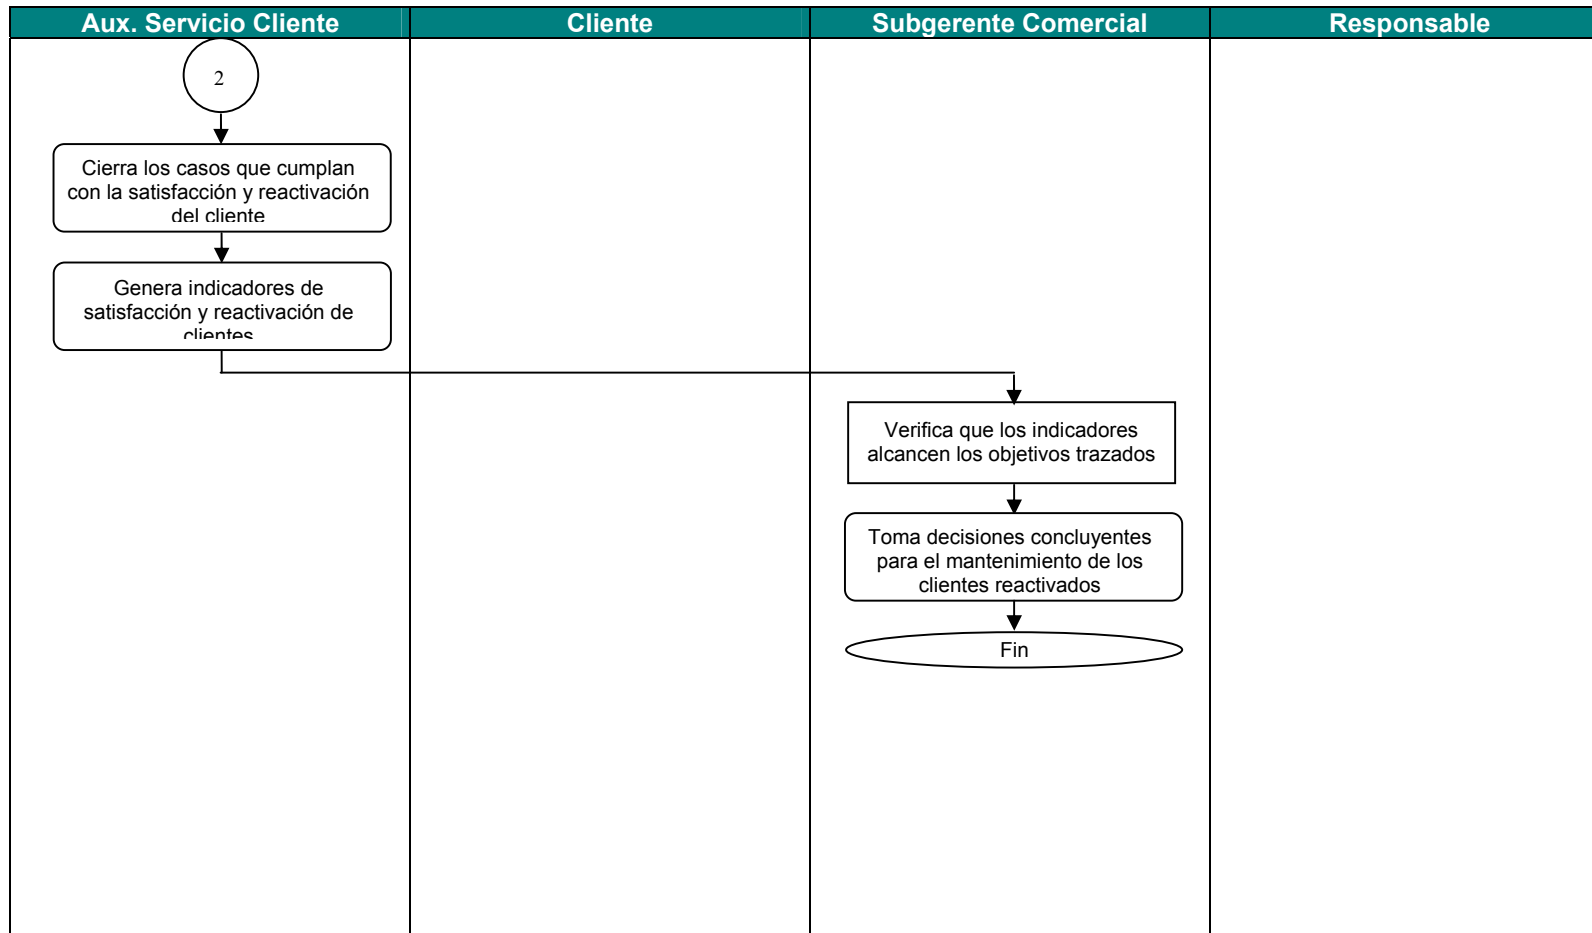 Aux. Servicio Cliente
Cliente
Subgerente Comercial
Responsable
2
Cierra los casos que cumplan
con la satisfacción y reactivación
del cliente
Genera indicadores de
satisfacción y reactivación de
clientes
Verifica que los indicadores
alcancen los objetivos trazados
Toma decisiones concluyentes
para el mantenimiento de los
clientes reactivados
Fin